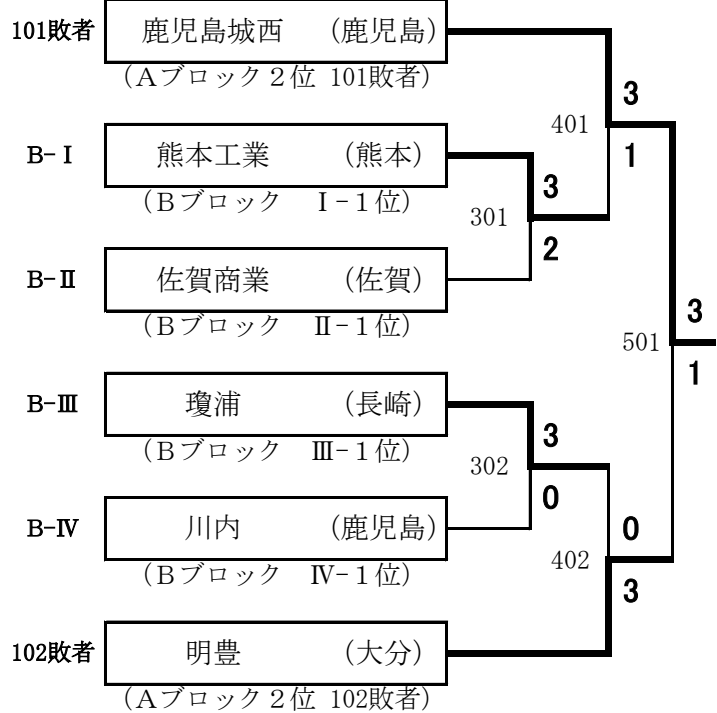 101敗者 鹿児島城西 (鹿児島)
(Aブロック2位 101敗者)
3
401
1
B-Ⅰ 熊本工業 (熊本)
(Bブロック Ⅰ-1位)
3
301
2
B-Ⅱ 佐賀商業 (佐賀)
(Bブロック Ⅱ-1位)
3
501
1
B-Ⅲ 瓊浦 (長崎)
(Bブロック Ⅲ-1位)
3
302
0
B-Ⅳ 川内 (鹿児島)
(Bブロック Ⅳ-1位)
0
402
3
102敗者 明豊 (大分)
(Aブロック2位 102敗者)